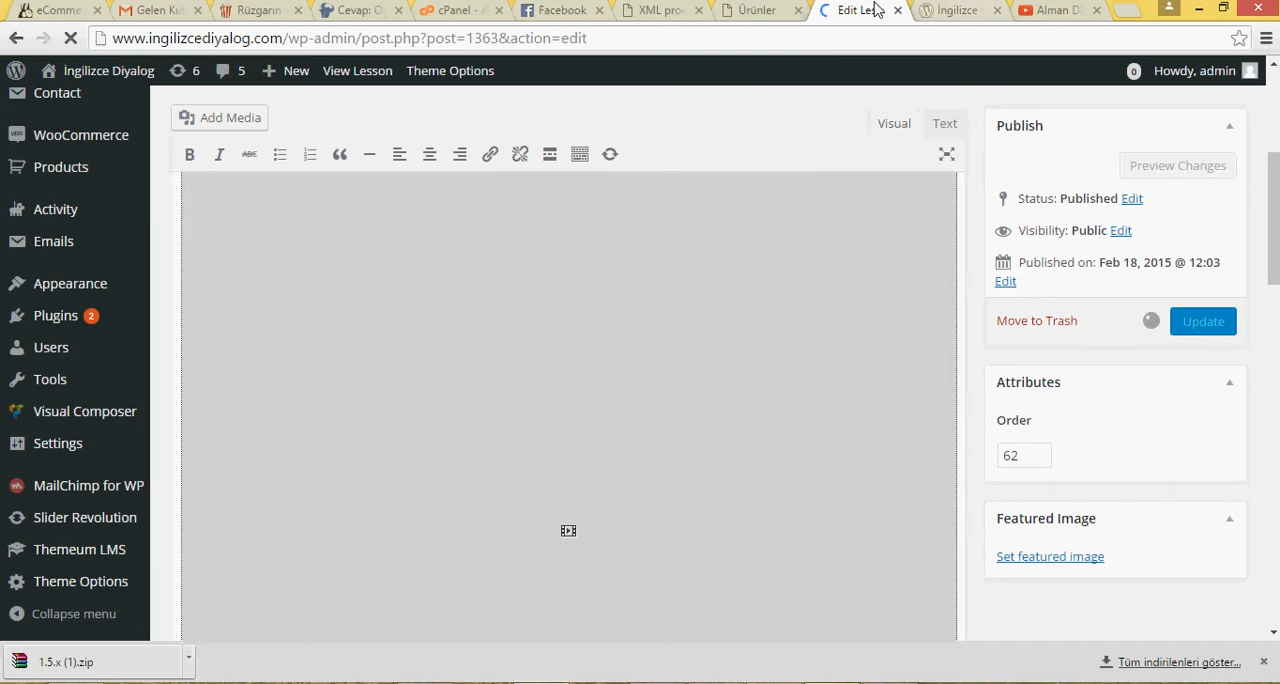 eCommer
Gelen Kut
Rüzgarın
Cevap: O
cPanel - A
Facebook
XML pro
Ürünler
Edit Les
İngilizce
Alman D
www.ingilizcediyalog.com/wp-admin/post.php?post=1363&action=edit
İngilizce Diyalog 6 5 New View Lesson Theme Options 0 Howdy, admin
Contact
WooCommerce
Products
Activity
Emails
Appearance
Plugins 2
Users
Tools
Visual Composer
Settings
MailChimp for WP
Slider Revolution
Themeum LMS
Theme Options
Collapse menu
Add Media
Visual Text
B I ABC
Publish
Preview Changes
Status: Published Edit
Visibility: Public Edit
Published on: Feb 18, 2015 @ 12:03
Edit
Move to Trash Update
Attributes
Order
62
Featured Image
Set featured image
1.5.x (1).zip
Tüm indirilenleri göster...